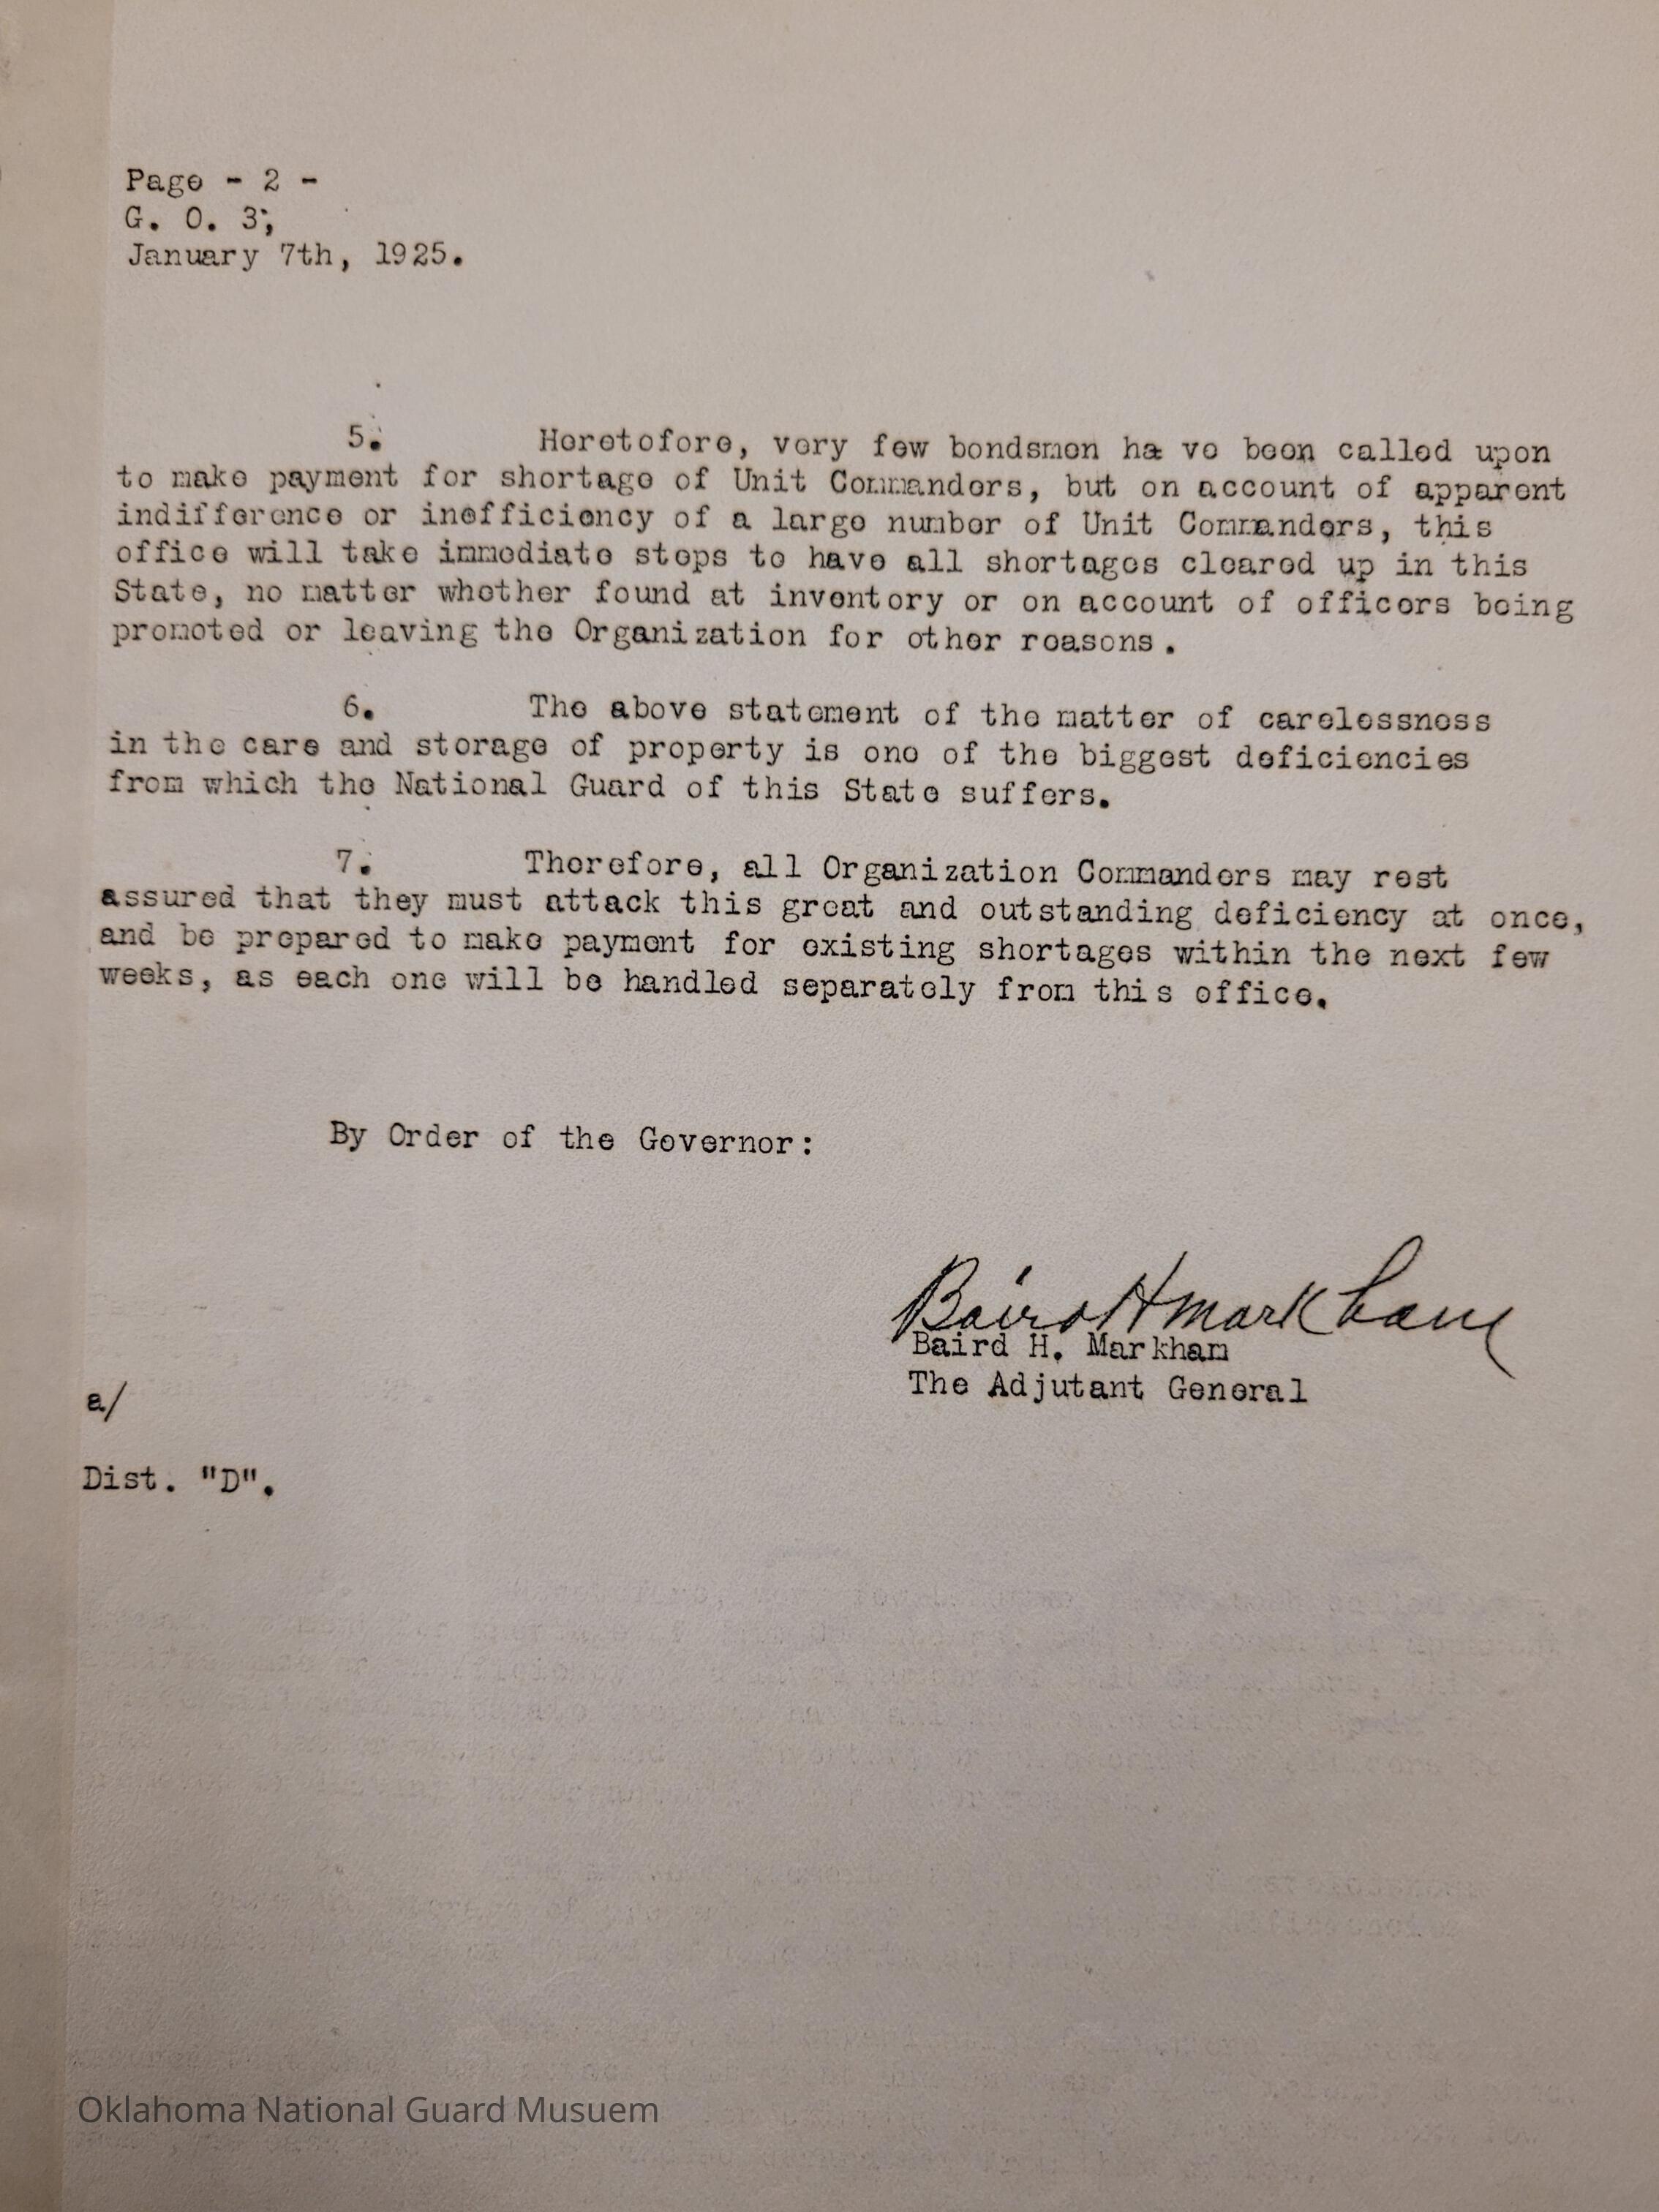 Page - 2 -
G. O. 3;
January 7th, 1925.
5. Heretofore, very few bondsmen ha ve been called upon
to make payment for shortage of Unit Commanders, but on account of apparent
indifference or inefficiency of a large number of Unit Commanders, this
office will take immediate steps to have all shortages cleared up in this
State, no matter whether found at inventory or on account of officers being
promoted or leaving the Organization for other reasons.
6. The above statement of the matter of carelessness
in the care and storage of property is one of the biggest deficiencies
from which the National Guard of this State suffers.
7. Therefore, all Organization Commanders may rest
assured that they must attack this great and outstanding deficiency at once,
and be prepared to make payment for existing shortages within the next few
weeks, as each one will be handled separately from this office.
By Order of the Governor:
Baird H Markham
Baird H. Markham
The Adjutant General
a/
Dist. "D".
Oklahoma National Guard Musuem